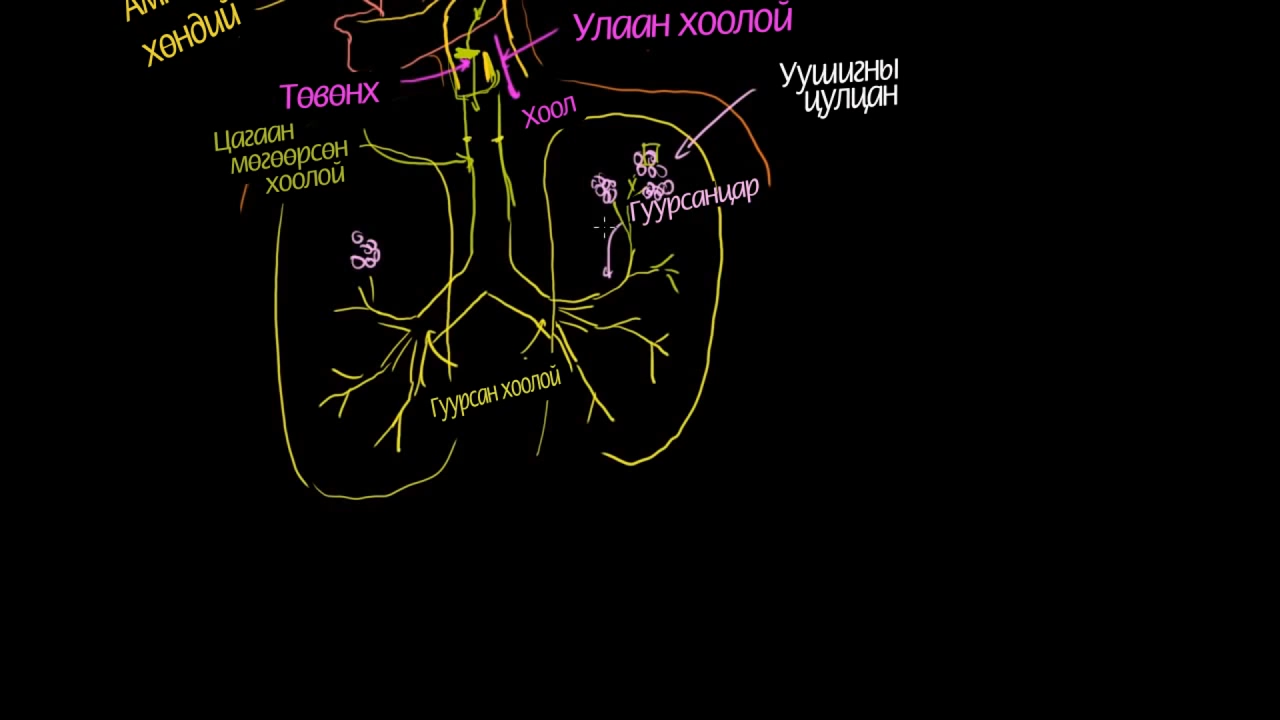 хөндий
Улаан хоолой
Төвөнх
Хоол
Уушигны
цулцан
Цагаан
мөгөөрсөн
хоолой
Гуурсанцар
Гуурсан хоолой